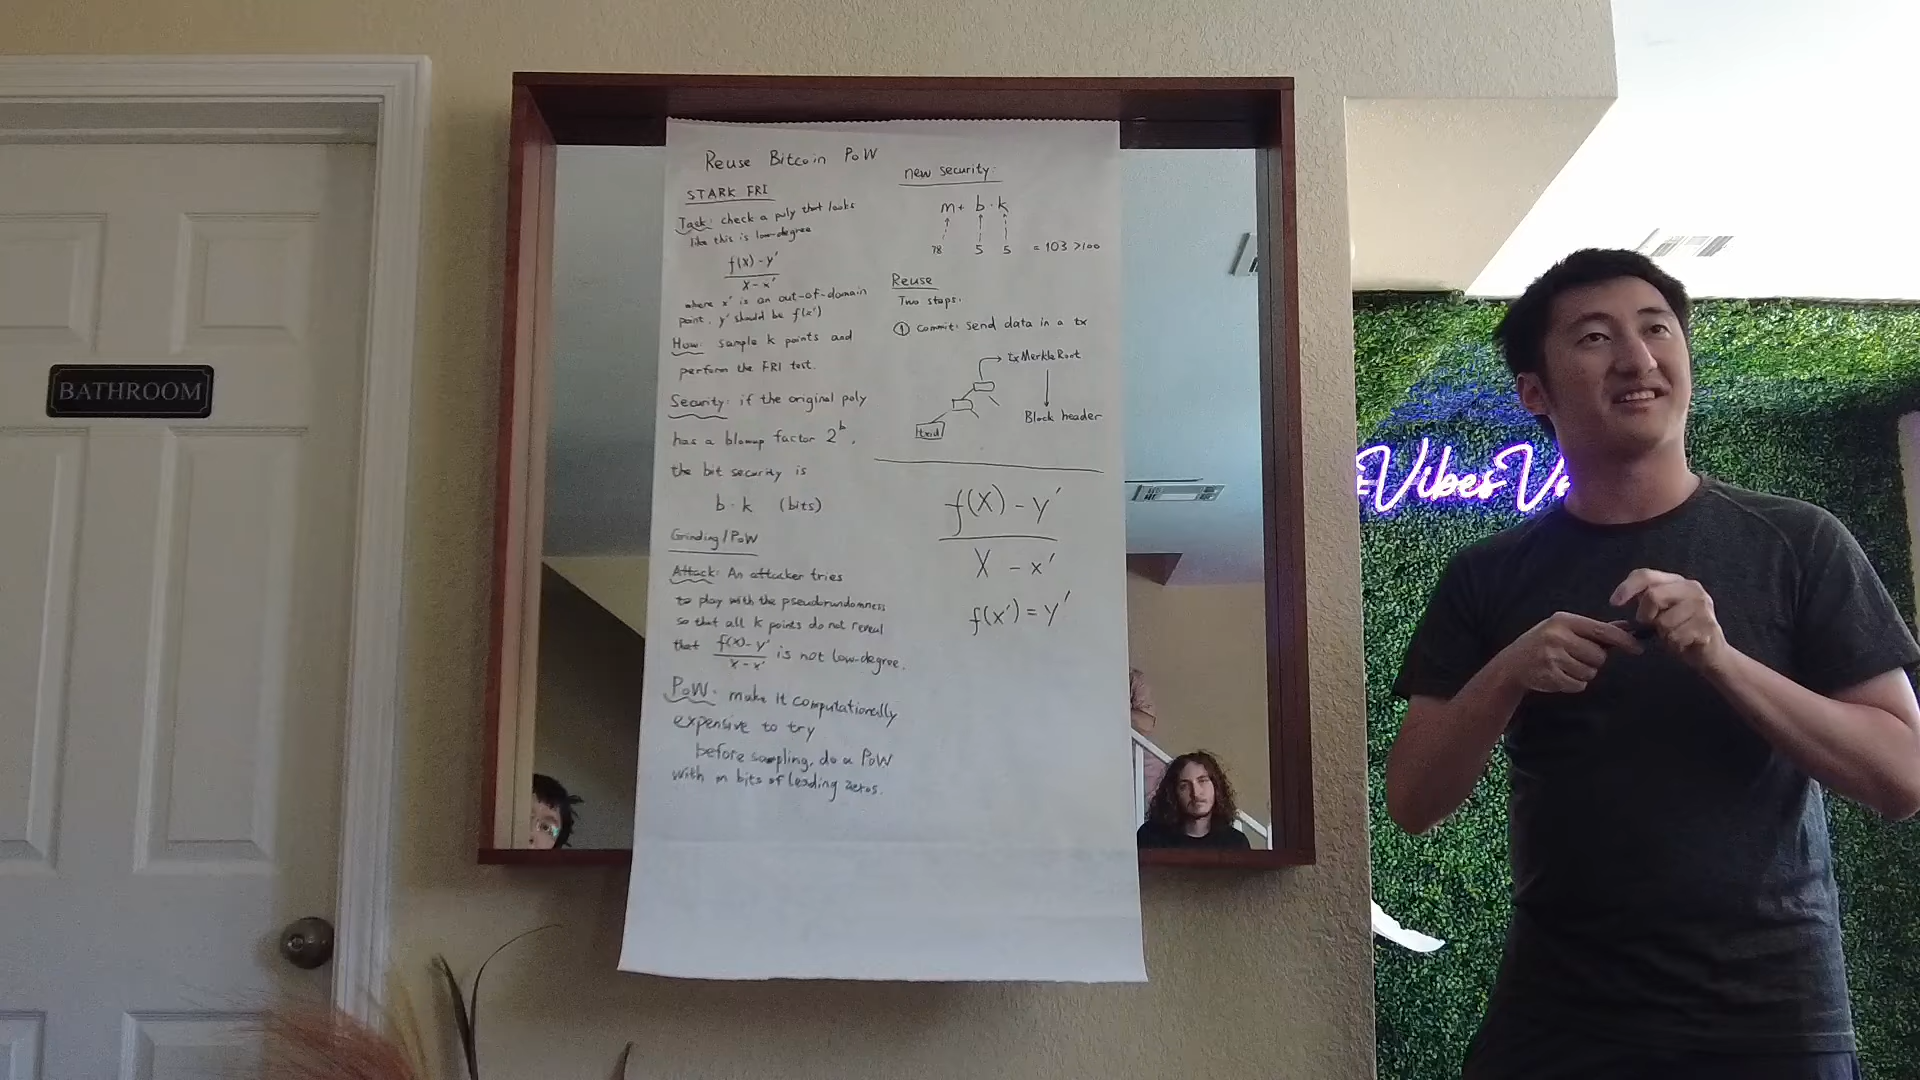 BATHROOM
Reuse Bitcoin PoW
STARK FRI
Task: check a poly that looks
like this is low-degree
f(X) - y'
X - x'
where x' is an out-of-domain
point, y' should be f(x')
How: sample k points and
perform the FRI test.
Security: if the original poly
has a blowup factor 2^b,
the bit security is
b · k (bits)
Grinding/PoW
Attack: An attacker tries
to play with the pseudorandomness
so that all k points do not reveal
that f(x) - y' / x - x' is not low-degree.
PoW: make it computationally
expensive to try
before sampling, do a PoW
with m bits of leading zeros.
new security:
m + b · k
78 5 5 = 103 > 100
Reuse
Two steps.
① Commit: send data in a tx
txMerkleRoot
Block header
txid
f(X) - y'
X - x'
f(x') = y'
Vibes